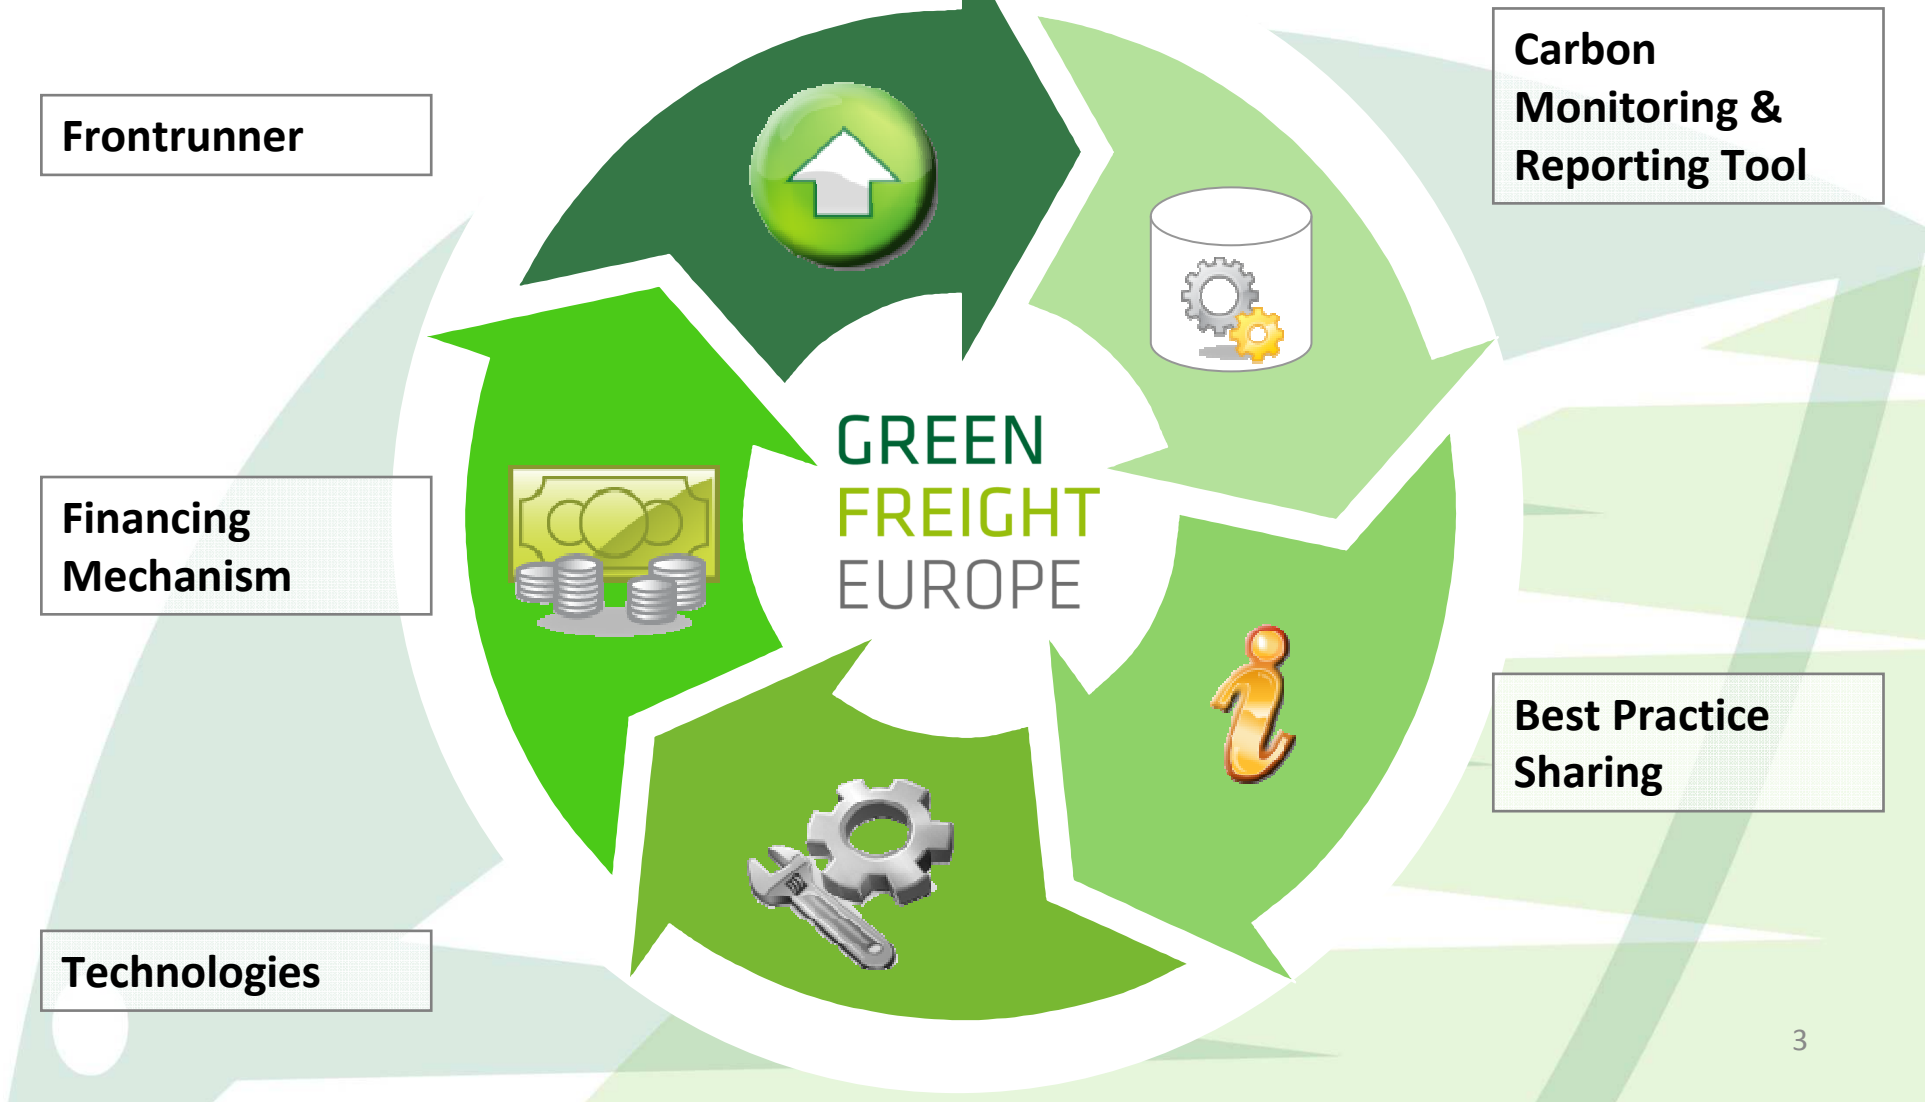 Frontrunner
Carbon
Monitoring &
Reporting Tool
GREEN
FREIGHT
EUROPE
Financing
Mechanism
Best Practice
Sharing
Technologies
3